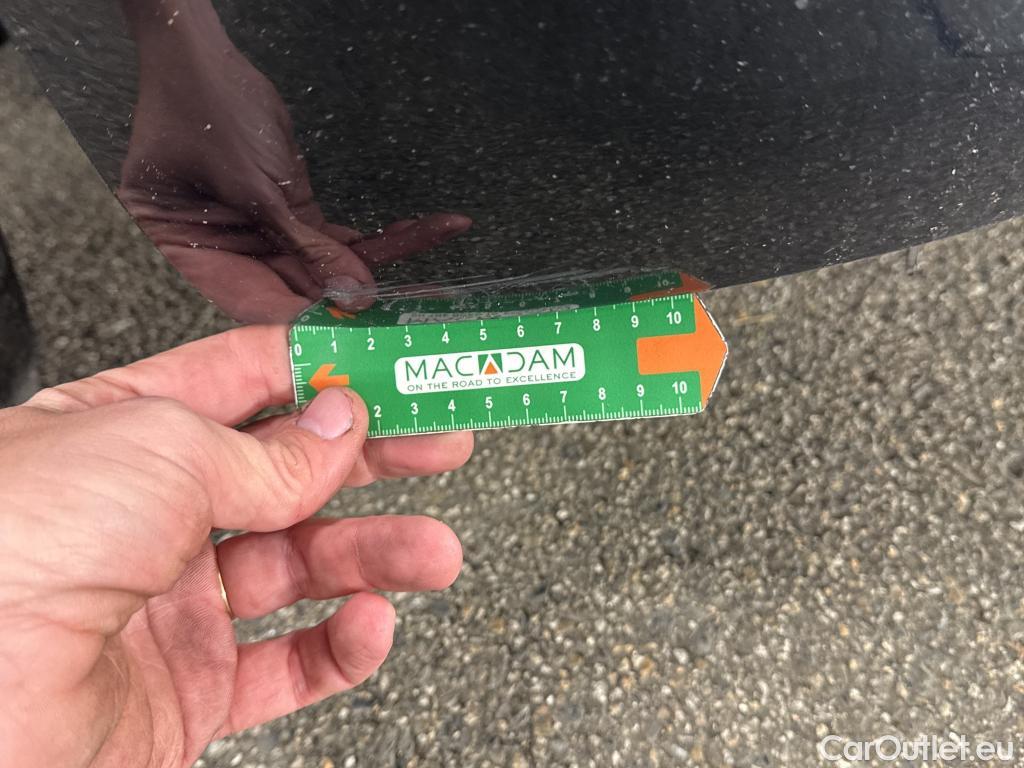 0 1 2 3 4 5 6 7 8 9 10
MACADAM
ON THE ROAD TO EXCELLENCE
2 3 4 5 6 7 8 9 10
CarOutlet.eu